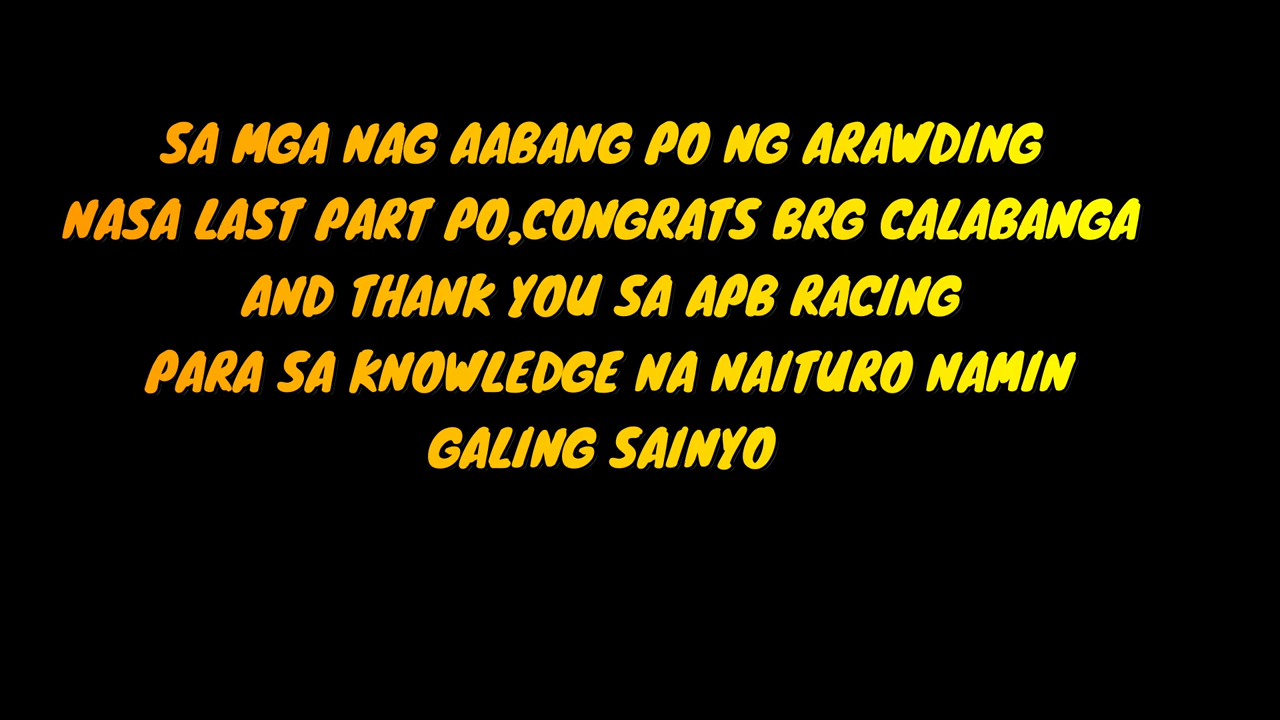 SA MGA NAG AABANG PO NG ARAWDING
NASA LAST PART PO,CONGRATS BRG CALABANGA
AND THANK YOU SA APB RACING
PARA SA KNOWLEDGE NA NAITURO NAMIN
GALING SAINYO